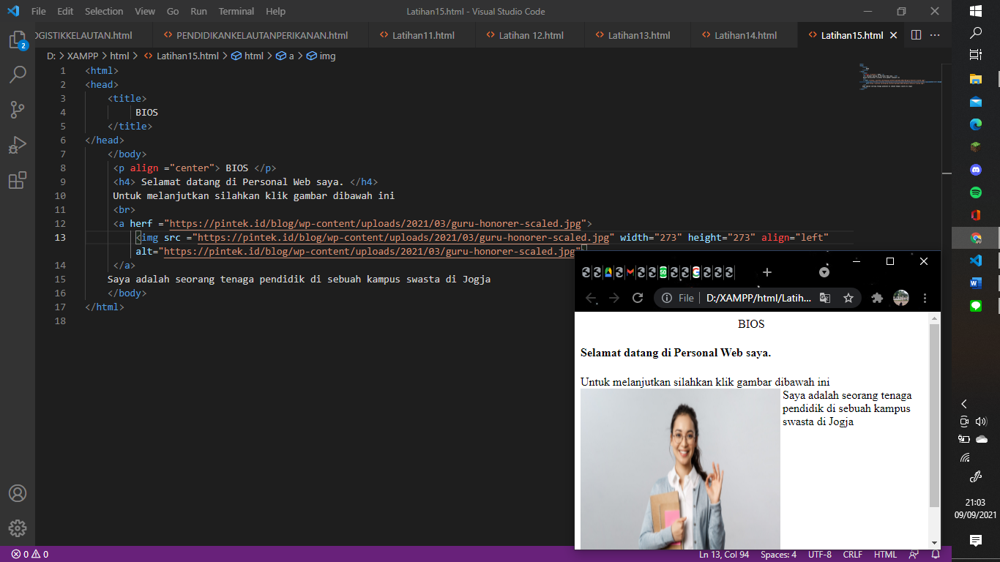 File Edit Selection View Go Run Terminal Help
Latihan15.html - Visual Studio Code
OGISTIKKELAUTAN.html PENDIDIKANKELAUTANPERIKANAN.html Latihan11.html Latihan 12.html Latihan13.html Latihan14.html Latihan15.html
D: > XAMPP > html > Latihan15.html > html > a > img
2
1 <html>
2 <head>
3 <title>
4 BIOS
5 </title>
6 </head>
7 </body>
8 <p align ="center"> BIOS </p>
9 <h4> Selamat datang di Personal Web saya. </h4>
10 Untuk melanjutkan silahkan klik gambar dibawah ini
11 <br>
12 <a herf ="https://pintek.id/blog/wp-content/uploads/2021/03/guru-honorer-scaled.jpg">
13 <img src ="https://pintek.id/blog/wp-content/uploads/2021/03/guru-honorer-scaled.jpg" width="273" height="273" align="left"
alt="https://pintek.id/blog/wp-content/uploads/2021/03/guru-honorer-scaled.jpg"
14 </a>
15 Saya adalah seorang tenaga pendidik di sebuah kampus swasta di Jogja
16 </body>
17 </html>
18
File D:/XAMPP/html/Latih...
BIOS
Selamat datang di Personal Web saya.
Untuk melanjutkan silahkan klik gambar dibawah ini
Saya adalah seorang tenaga
pendidik di sebuah kampus
swasta di Jogja
0 0
Ln 13, Col 94 Spaces: 4 UTF-8 CRLF HTML
21:03
09/09/2021